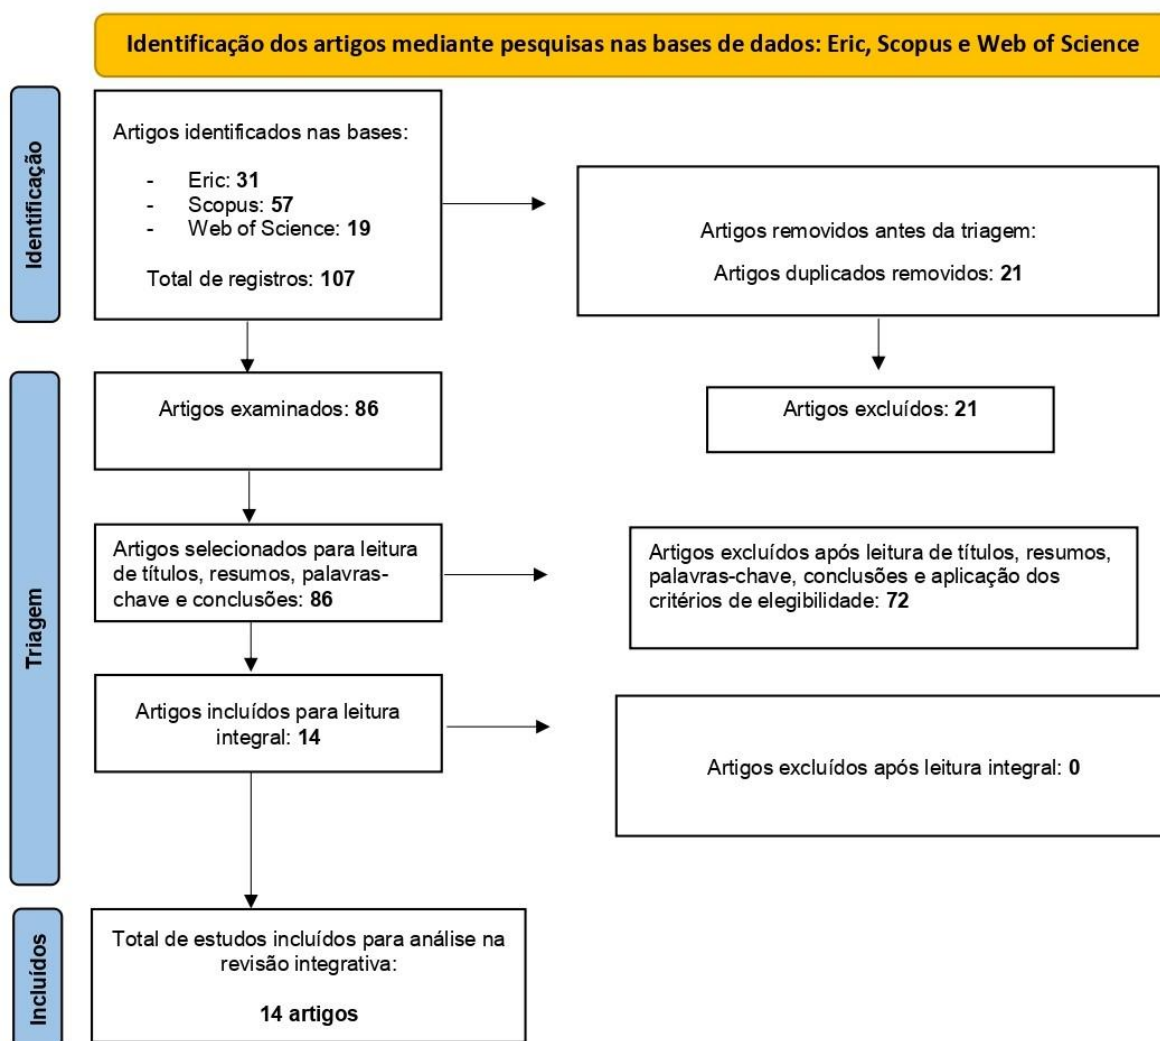 Identificação dos artigos mediante pesquisas nas bases de dados: Eric, Scopus e Web of Science
Identificação
Artigos identificados nas bases:
- Eric: 31
- Scopus: 57
- Web of Science: 19
Total de registros: 107
Artigos removidos antes da triagem:
Artigos duplicados removidos: 21
Triagem
Artigos examinados: 86
Artigos excluídos: 21
Artigos selecionados para leitura
de títulos, resumos, palavras-
chave e conclusões: 86
Artigos excluídos após leitura de títulos, resumos,
palavras-chave, conclusões e aplicação dos
critérios de elegibilidade: 72
Artigos incluídos para leitura
integral: 14
Artigos excluídos após leitura integral: 0
Incluídos
Total de estudos incluídos para análise na
revisão integrativa:
14 artigos